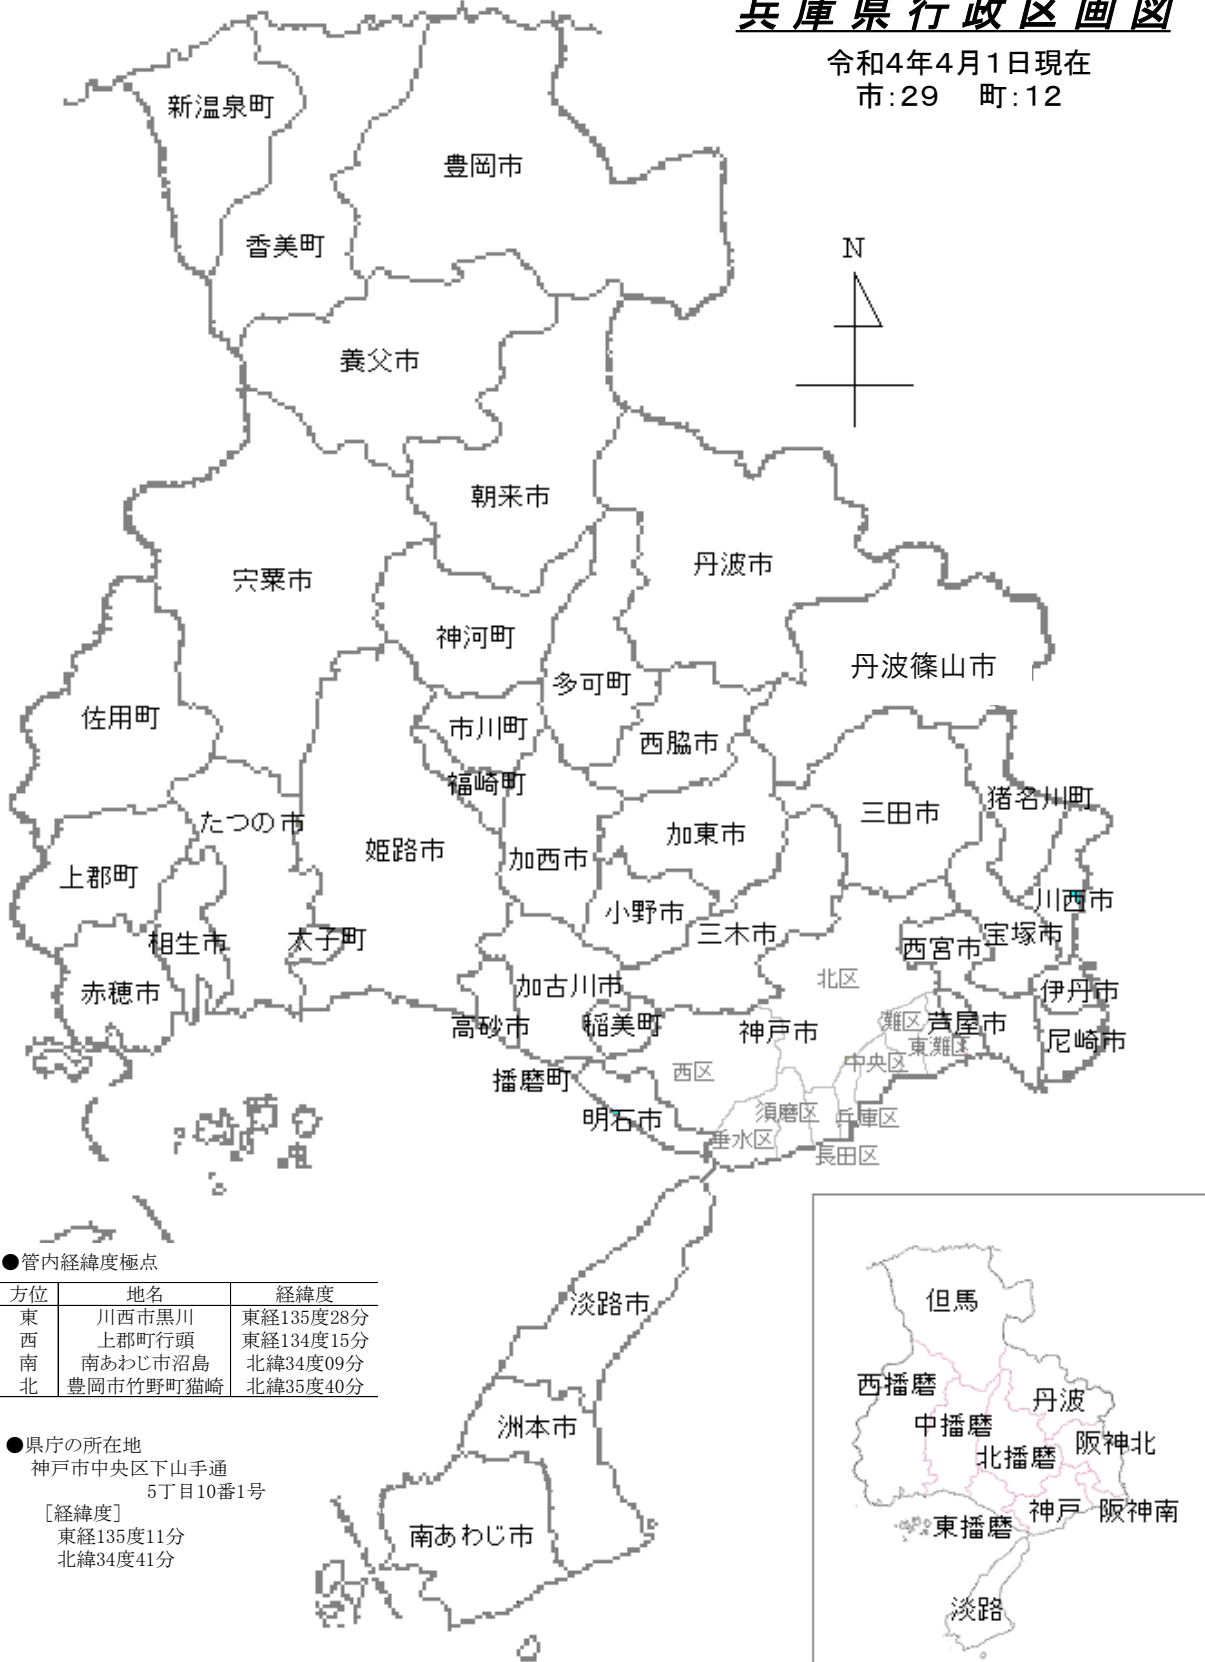 兵庫県行政区画図
令和4年4月1日現在
市:29 町:12
新温泉町
豊岡市
香美町
N
養父市
朝来市
丹波市
宍粟市
神河町
丹波篠山市
多可町
佐用町
市川町
西脇市
福崎町
猪名川町
三田市
たつの市
加東市
姫路市
加西市
上郡町
川西市
小野市
三木市
宝塚市
相生市
太子町
西宮市
北区
加古川市
赤穂市
伊丹市
高砂市
稲美町
神戸市
灘区
芦屋市
尼崎市
東灘区
中央区
西区
播磨町
明石市
須磨区
兵庫区
垂水区
長田区
●管内経緯度極点
方位 地名 経緯度
東 川西市黒川 東経135度28分
西 上郡町行頭 東経134度15分
南 南あわじ市沼島 北緯34度09分
北 豊岡市竹野町猫崎 北緯35度40分
淡路市
洲本市
南あわじ市
●県庁の所在地
神戸市中央区下山手通
5丁目10番1号
[経緯度]
東経135度11分
北緯34度41分
但馬
西播磨
丹波
中播磨
阪神北
北播磨
神戸
阪神南
東播磨
淡路